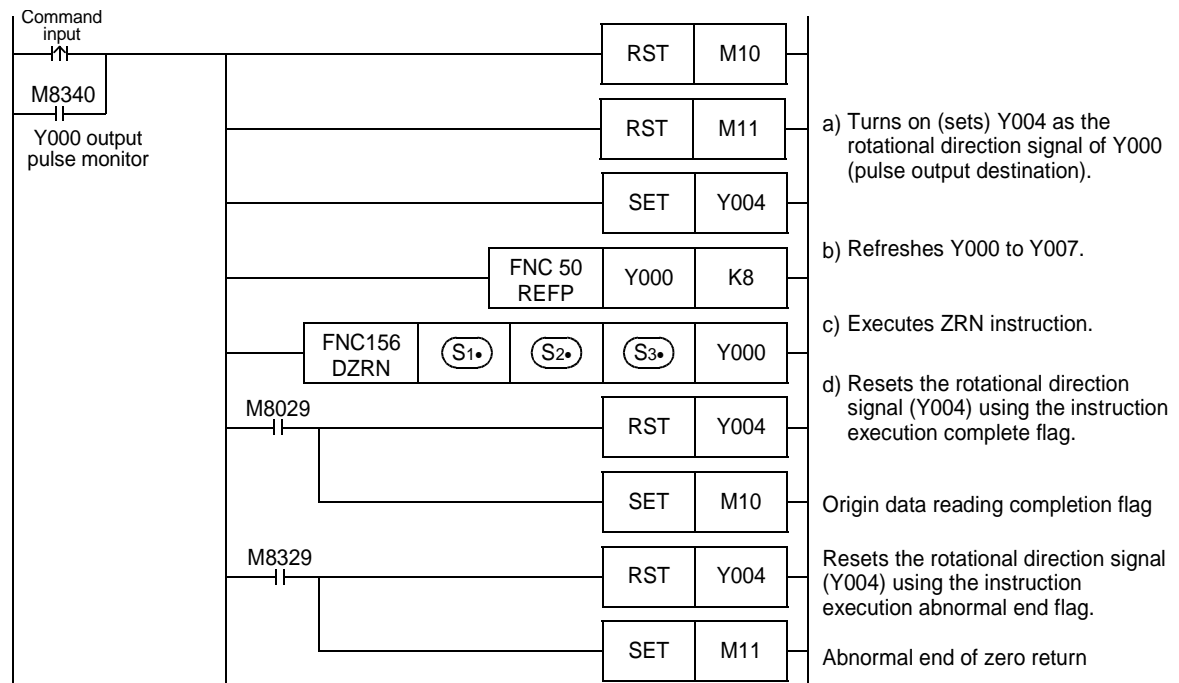 Command
input
RST M10
M8340
Y000 output
pulse monitor
RST M11
a) Turns on (sets) Y004 as the
rotational direction signal of Y000
(pulse output destination).
SET Y004
b) Refreshes Y000 to Y007.
FNC 50
REFP Y000 K8
c) Executes ZRN instruction.
FNC156
DZRN S1• S2• S3• Y000
d) Resets the rotational direction
signal (Y004) using the instruction
execution complete flag.
M8029
RST Y004
SET M10
Origin data reading completion flag
M8329
RST Y004
Resets the rotational direction signal
(Y004) using the instruction
execution abnormal end flag.
SET M11
Abnormal end of zero return